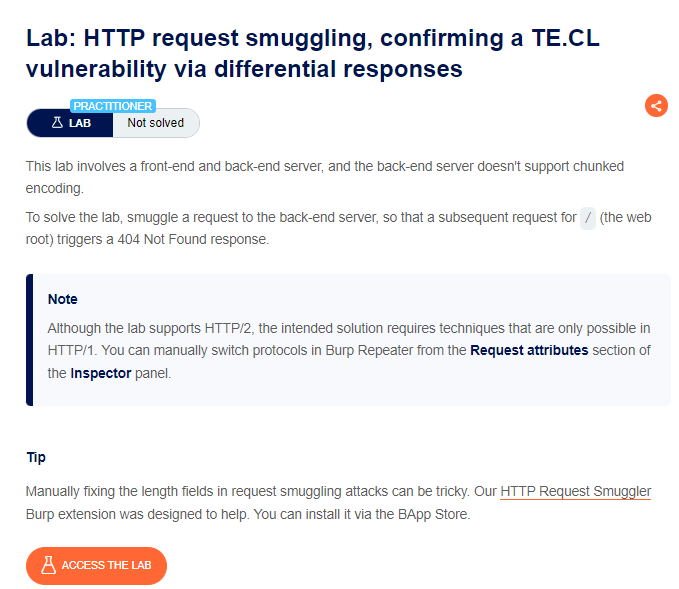 Lab: HTTP request smuggling, confirming a TE.CL
vulnerability via differential responses
PRACTITIONER
LAB
Not solved
This lab involves a front-end and back-end server, and the back-end server doesn't support chunked
encoding.
To solve the lab, smuggle a request to the back-end server, so that a subsequent request for / (the web
root) triggers a 404 Not Found response.
Note
Although the lab supports HTTP/2, the intended solution requires techniques that are only possible in
HTTP/1. You can manually switch protocols in Burp Repeater from the Request attributes section of
the Inspector panel.
Tip
Manually fixing the length fields in request smuggling attacks can be tricky. Our HTTP Request Smuggler
Burp extension was designed to help. You can install it via the BApp Store.
ACCESS THE LAB